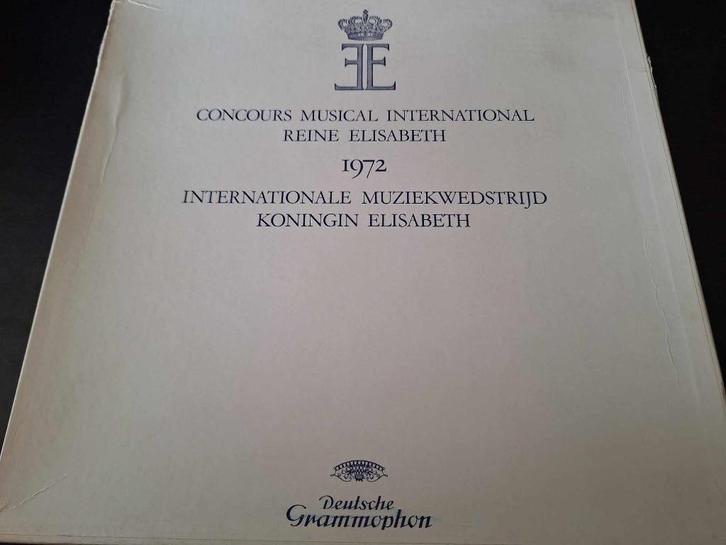 CONCOURS MUSICAL INTERNATIONAL
REINE ELISABETH
1972
INTERNATIONALE MUZIEKWEDSTRIJD
KONINGIN ELISABETH
Deutsche
Grammophon